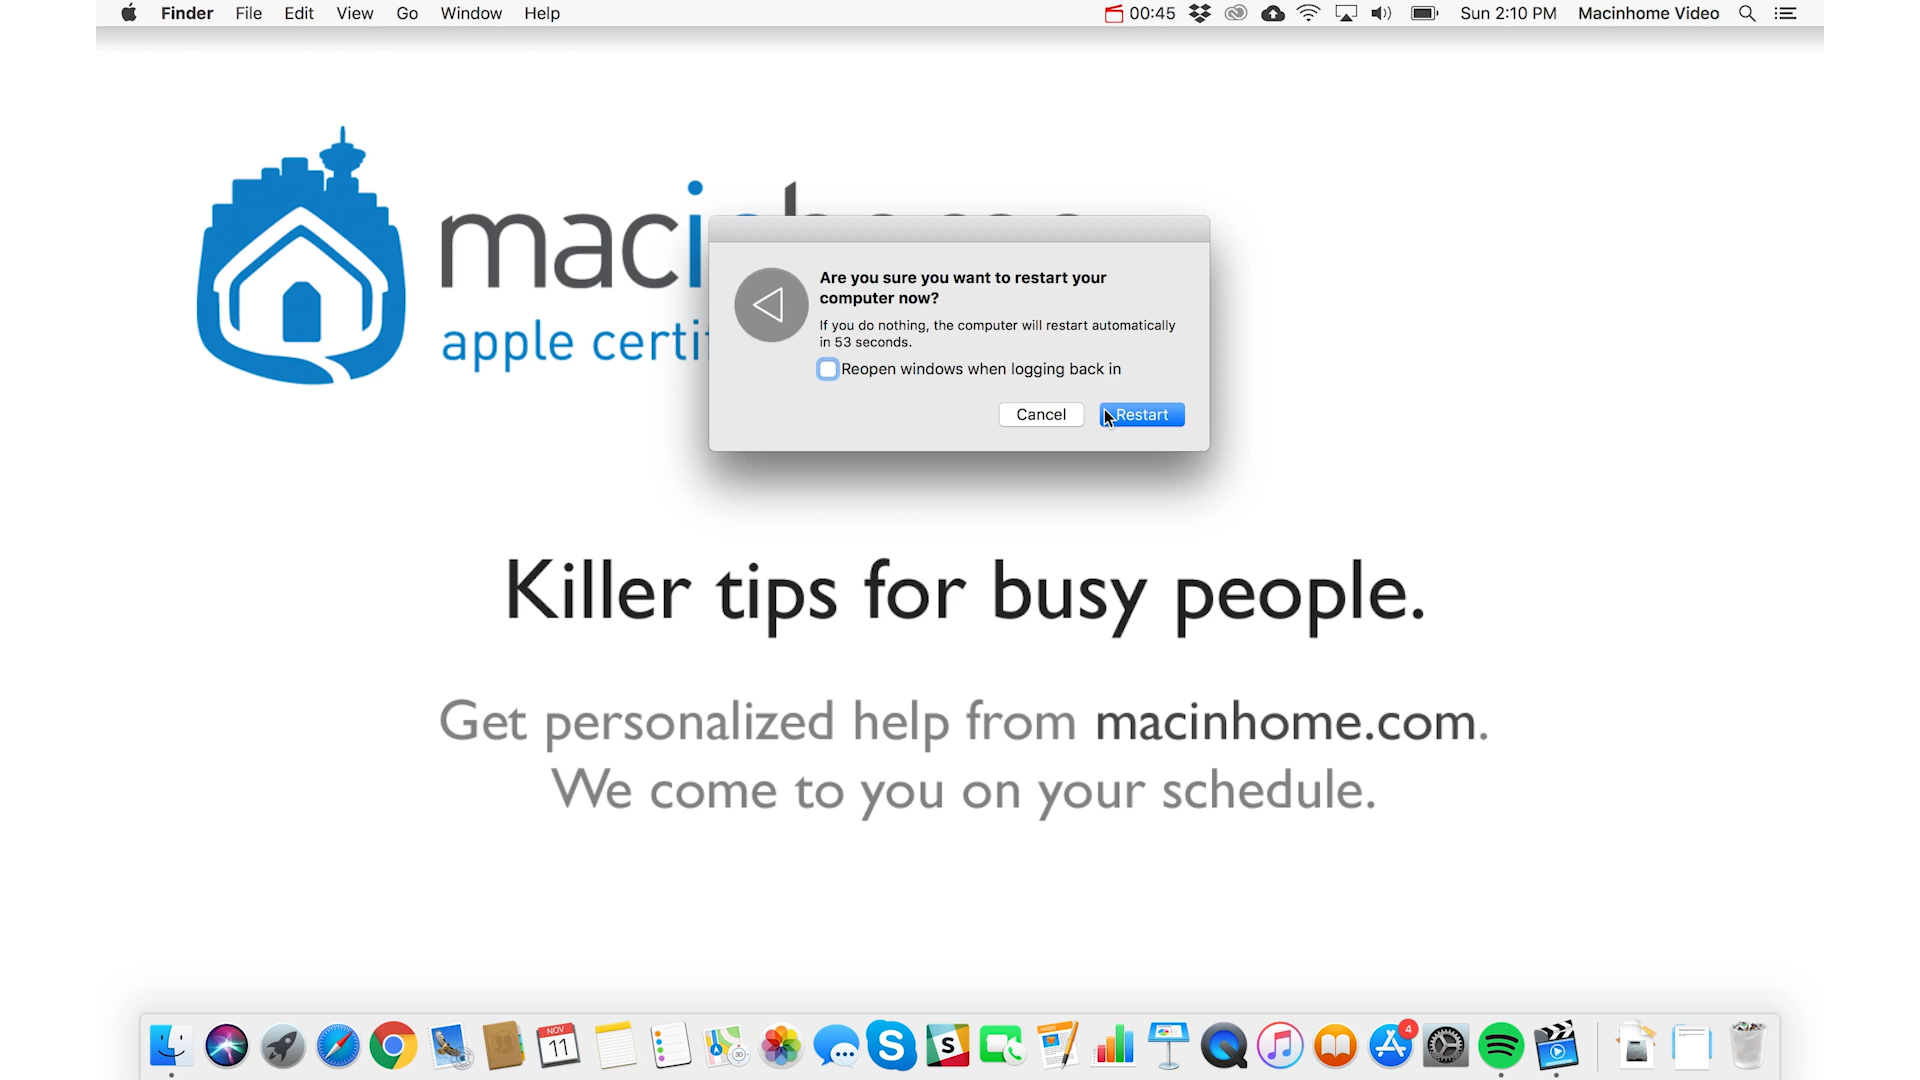 Finder File Edit View Go Window Help 00:45 Sun 2:10 PM Macinhome Video
maci
apple certi
Are you sure you want to restart your
computer now?
If you do nothing, the computer will restart automatically
in 53 seconds.
Reopen windows when logging back in
Cancel Restart
Killer tips for busy people.
Get personalized help from macinhome.com.
We come to you on your schedule.
NOV
11
3D
S
S
PAGES
4